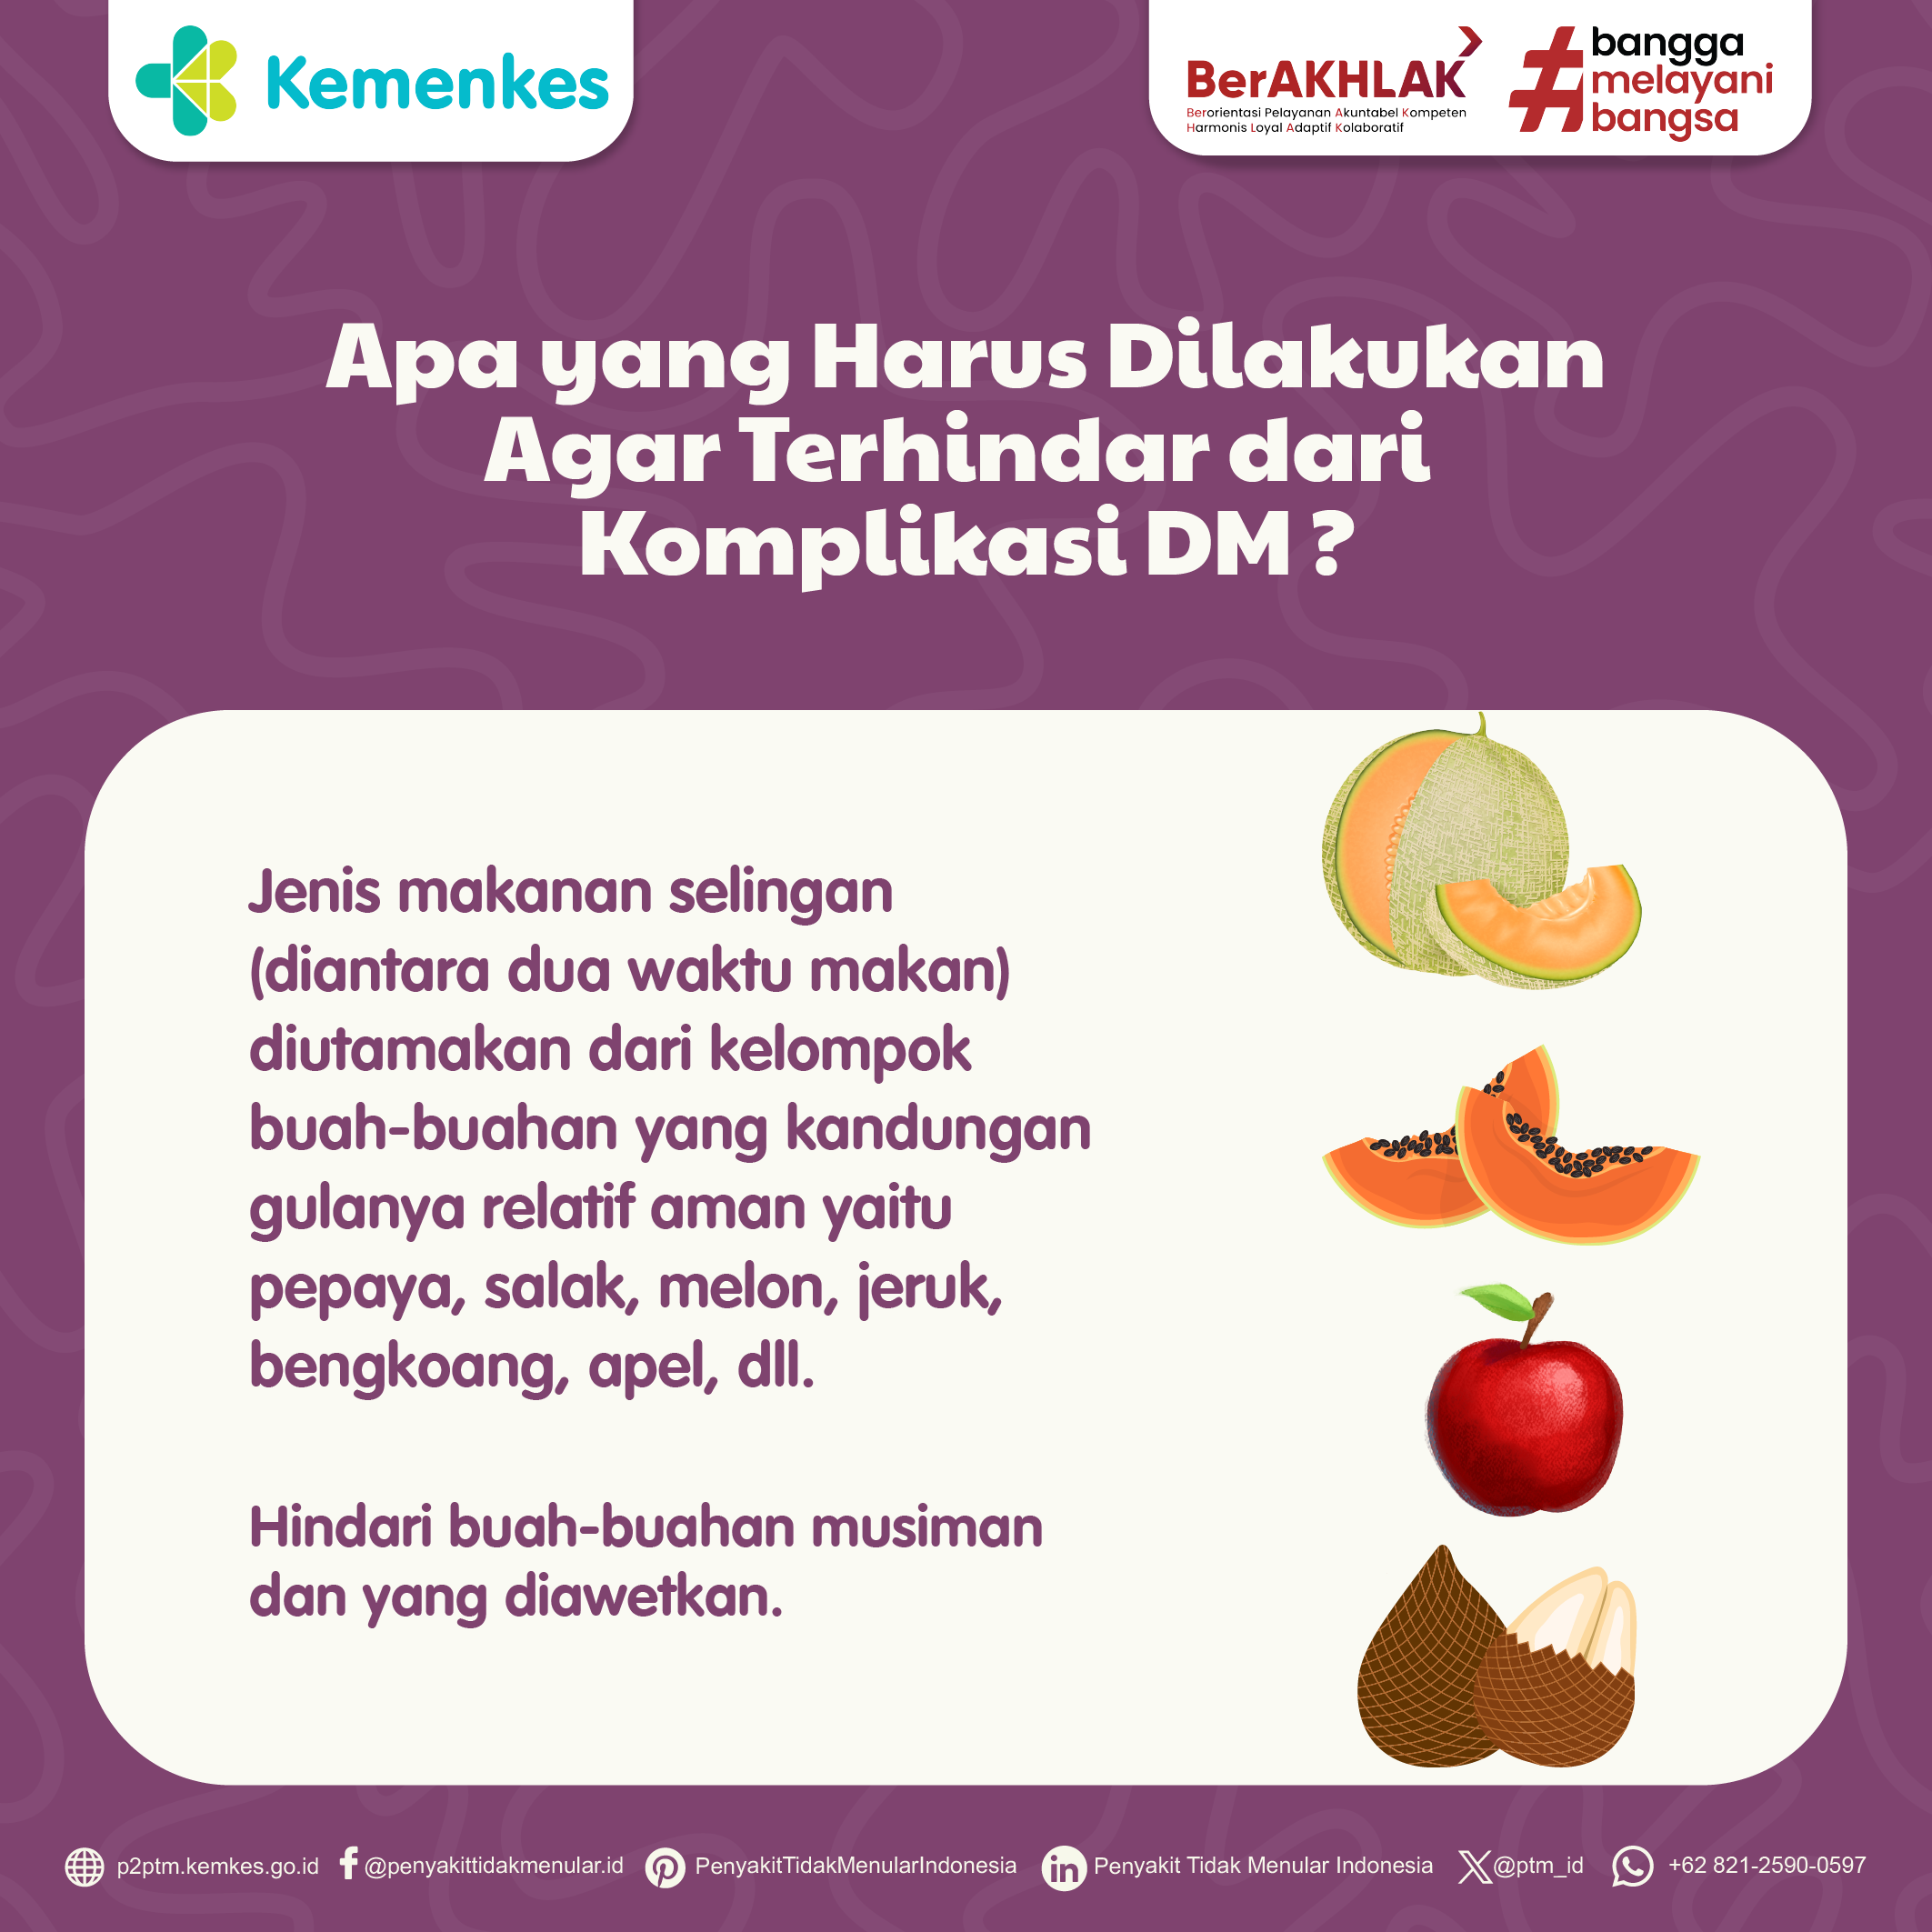 Kemenkes
BerAKHLAK
Berorientasi Pelayanan Akuntabel Kompeten
Harmonis Loyal Adaptif Kolaboratif
#bangga
melayani
bangsa
Apa yang Harus Dilakukan
Agar Terhindar dari
Komplikasi DM ?
Jenis makanan selingan
(diantara dua waktu makan)
diutamakan dari kelompok
buah-buahan yang kandungan
gulanya relatif aman yaitu
pepaya, salak, melon, jeruk,
bengkoang, apel, dll.
Hindari buah-buahan musiman
dan yang diawetkan.
p2ptm.kemkes.go.id @penyakittidakmenular.id PenyakitTidakMenularIndonesia Penyakit Tidak Menular Indonesia @ptm_id +62 821-2590-0597